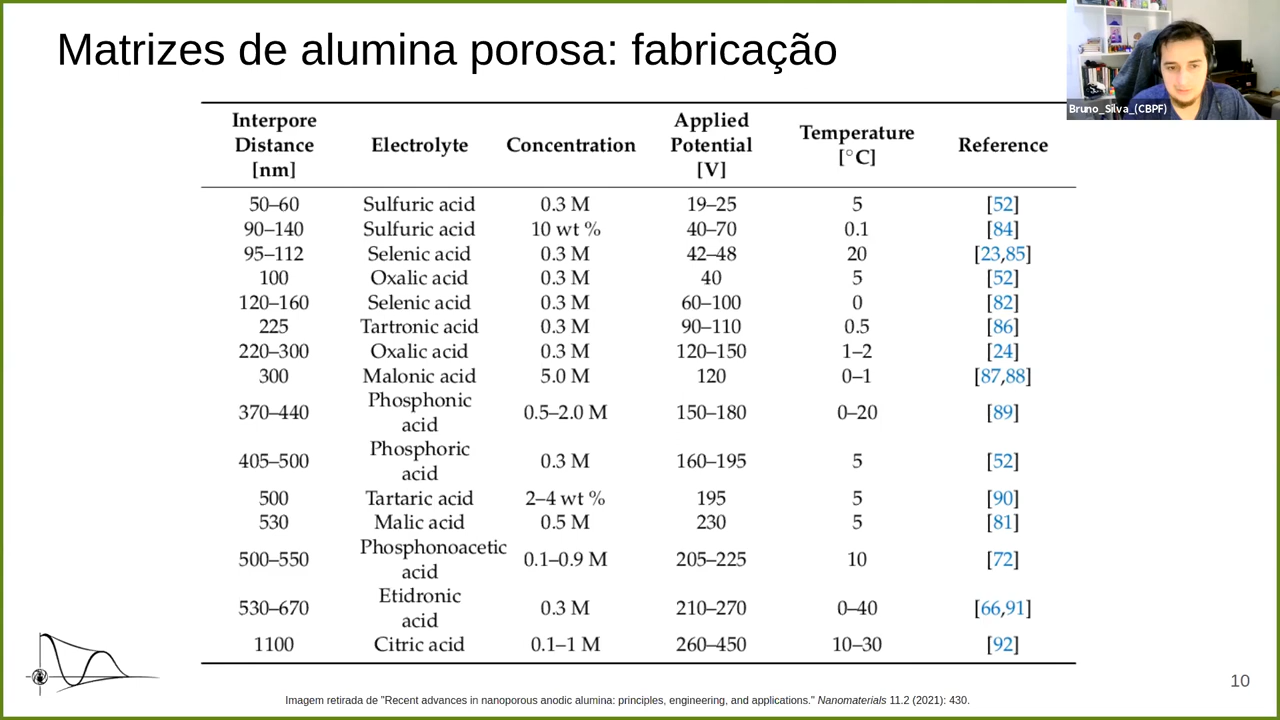 Matrizes de alumina porosa: fabricação
Bruno_Silva_(CBPF)
Interpore Distance [nm] Electrolyte Concentration Applied Potential [V] Temperature [°C] Reference
50–60 Sulfuric acid 0.3 M 19–25 5 [52]
90–140 Sulfuric acid 10 wt % 40–70 0.1 [84]
95–112 Selenic acid 0.3 M 42–48 20 [23,85]
100 Oxalic acid 0.3 M 40 5 [52]
120–160 Selenic acid 0.3 M 60–100 0 [82]
225 Tartronic acid 0.3 M 90–110 0.5 [86]
220–300 Oxalic acid 0.3 M 120–150 1–2 [24]
300 Malonic acid 5.0 M 120 0–1 [87,88]
370–440 Phosphonic acid 0.5–2.0 M 150–180 0–20 [89]
405–500 Phosphoric acid 0.3 M 160–195 5 [52]
500 Tartaric acid 2–4 wt % 195 5 [90]
530 Malic acid 0.5 M 230 5 [81]
500–550 Phosphonoacetic acid 0.1–0.9 M 205–225 10 [72]
530–670 Etidronic acid 0.3 M 210–270 0–40 [66,91]
1100 Citric acid 0.1–1 M 260–450 10–30 [92]
10
Imagem retirada de "Recent advances in nanoporous anodic alumina: principles, engineering, and applications." Nanomaterials 11.2 (2021): 430.